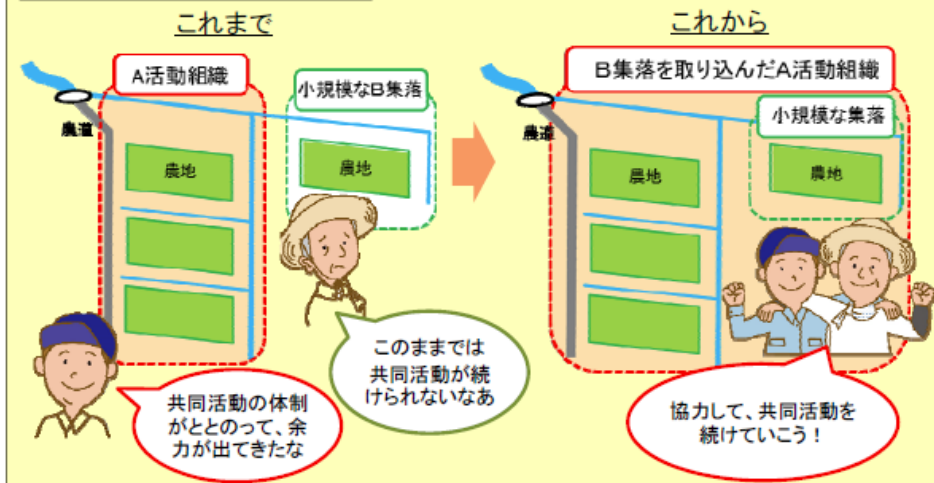 これまで
A活動組織
小規模なB集落
農道
農地
農地
このままでは
共同活動が続
けられないなあ
共同活動の体制
がととのって、余
力が出てきたな
これから
B集落を取り込んだA活動組織
小規模な集落
農道
農地
農地
協力して、共同活動を
続けていこう！